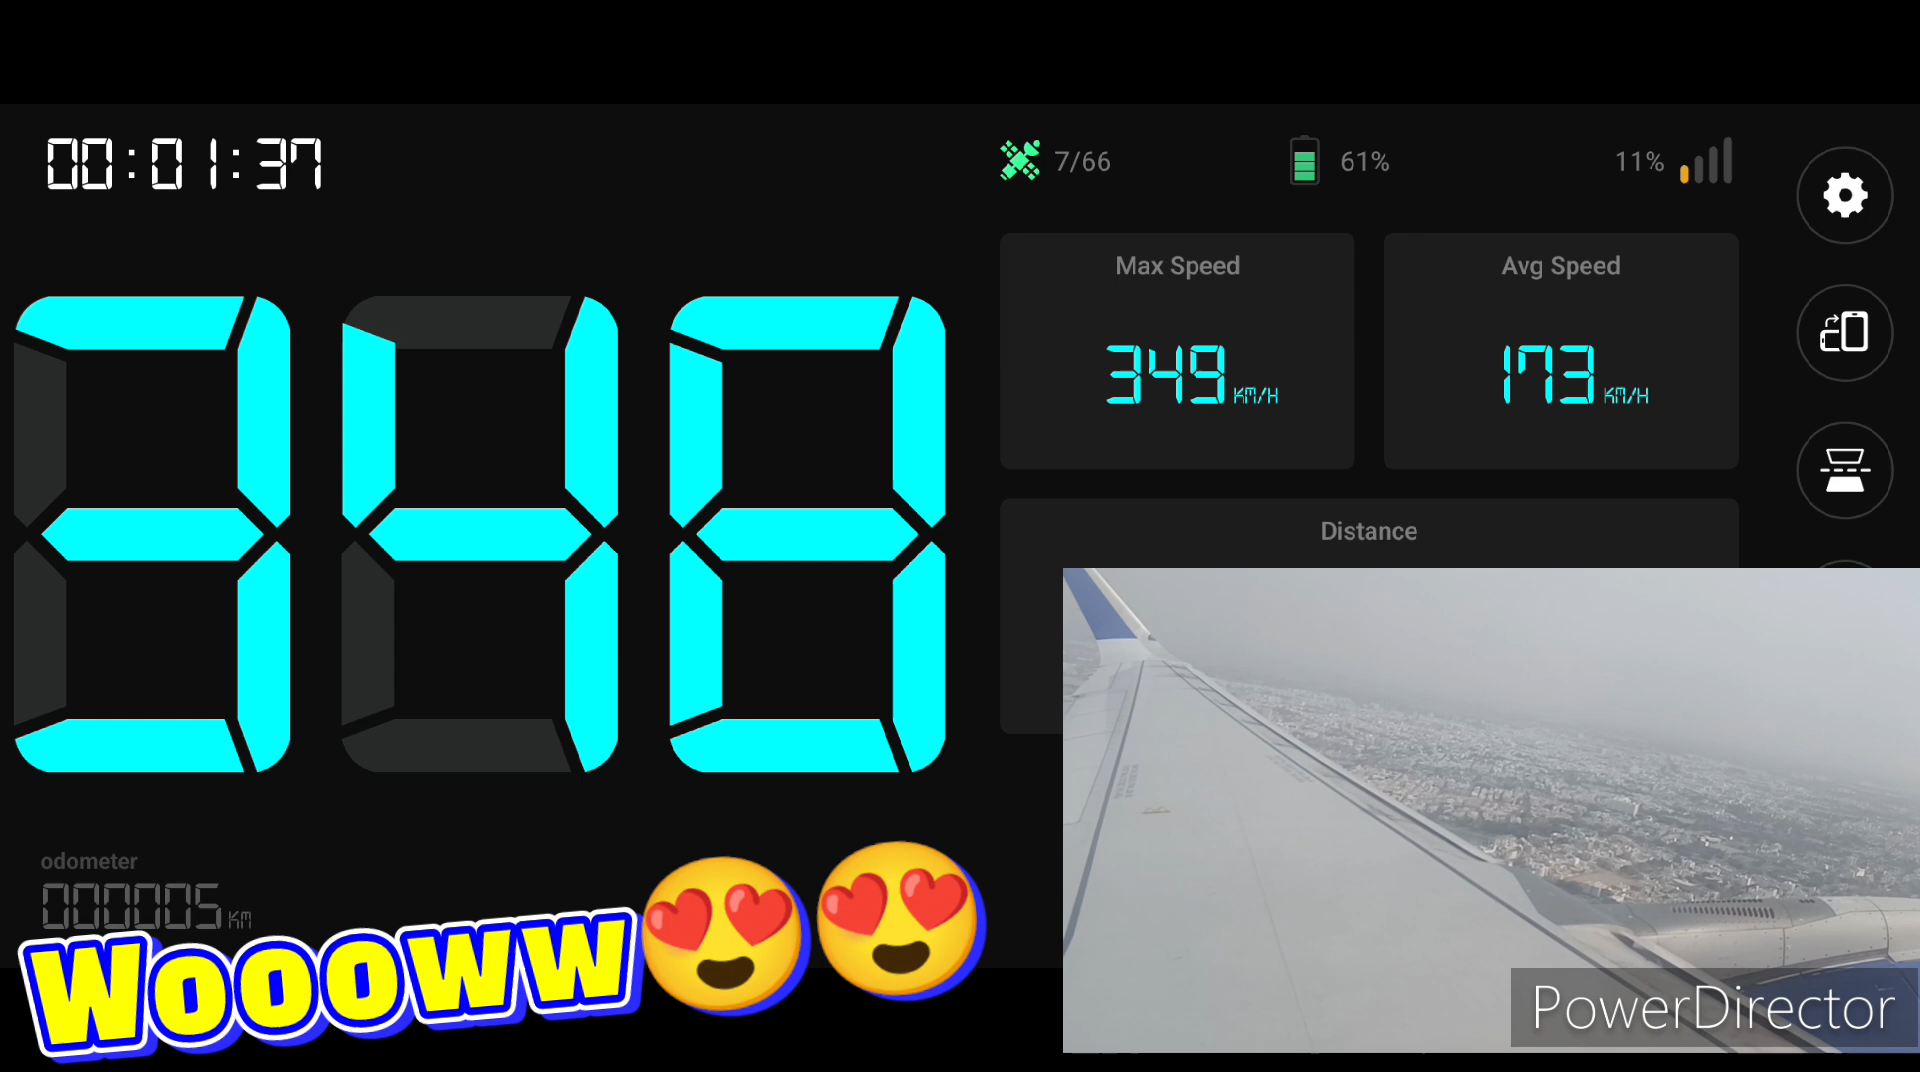 00:01:37
7/66
61%
11%
Max Speed
Avg Speed
349 KM/H
173 KM/H
348
Distance
odometer
000005 KM
Woooww😍😍
PowerDirector